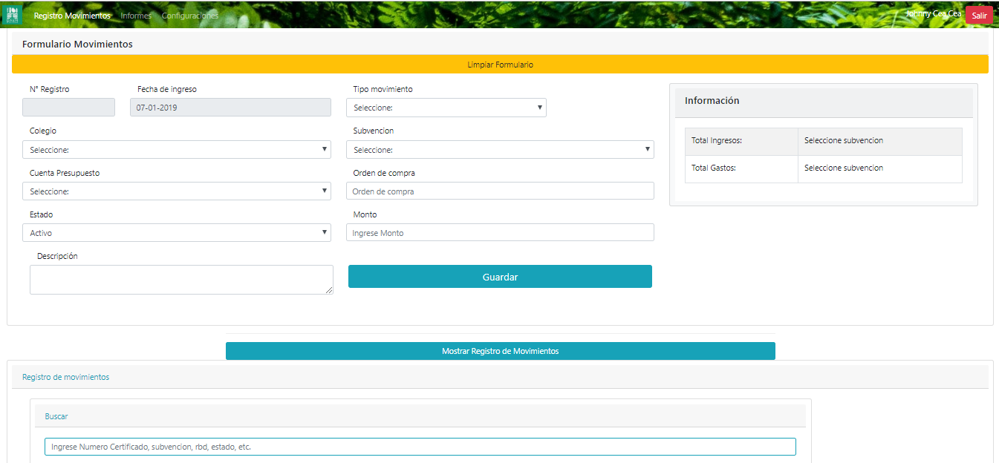 Registro Movimientos Informes Configuraciones Johnny Cea Cea Salir
Formulario Movimientos
Limpiar Formulario
N° Registro Fecha de ingreso Tipo movimiento
07-01-2019 Seleccione:
Colegio Subvencion
Seleccione: Seleccione:
Cuenta Presupuesto Orden de compra
Seleccione: Orden de compra
Estado Monto
Activo Ingrese Monto
Descripción
Guardar
Información
Total Ingresos: Seleccione subvencion
Total Gastos: Seleccione subvencion
Mostrar Registro de Movimientos
Registro de movimientos
Buscar
Ingrese Numero Certificado, subvencion, rbd, estado, etc.